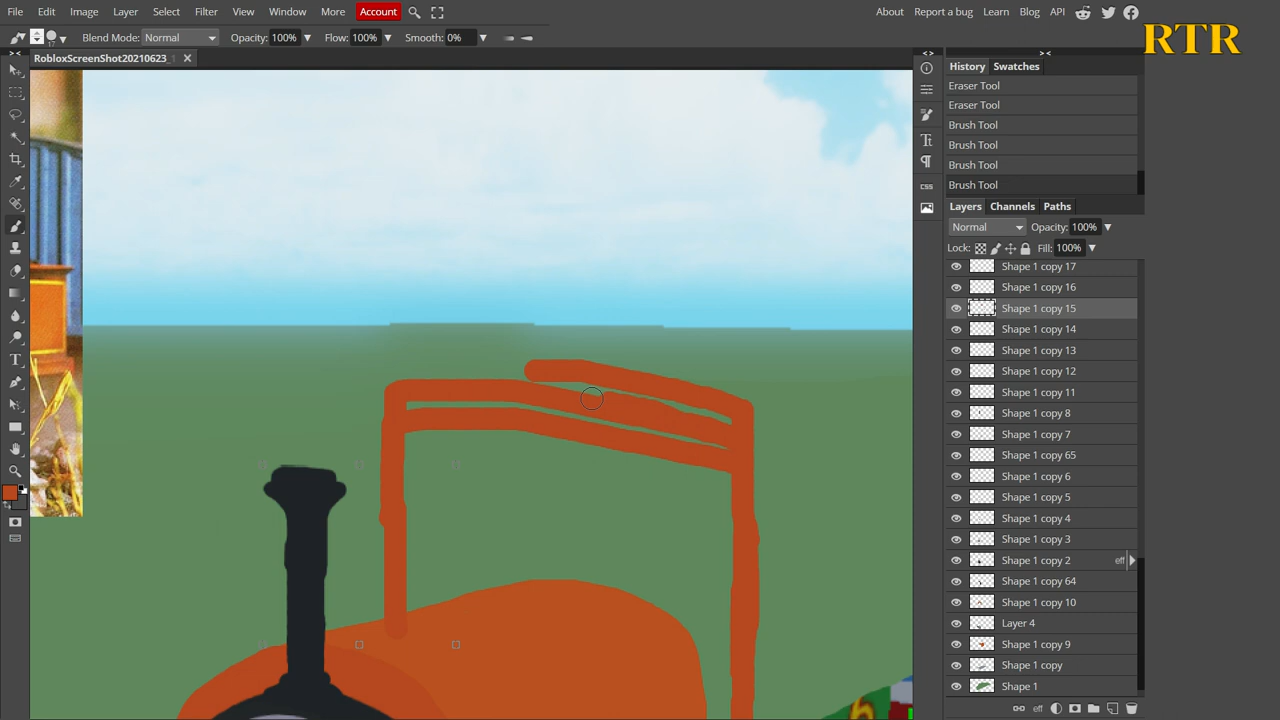 File Edit Image Layer Select Filter View Window More Account About Report a bug Learn Blog API
Blend Mode: Normal Opacity: 100% Flow: 100% Smooth: 0%
RTR
RobloxScreenShot20210623_1
17
History Swatches
Eraser Tool
Eraser Tool
Brush Tool
Brush Tool
Brush Tool
Brush Tool
Layers Channels Paths
Normal Opacity: 100%
Lock: Fill: 100%
Shape 1 copy 17
Shape 1 copy 16
Shape 1 copy 15
Shape 1 copy 14
Shape 1 copy 13
Shape 1 copy 12
Shape 1 copy 11
Shape 1 copy 8
Shape 1 copy 7
Shape 1 copy 65
Shape 1 copy 6
Shape 1 copy 5
Shape 1 copy 4
Shape 1 copy 3
Shape 1 copy 2 eff
Shape 1 copy 64
Shape 1 copy 10
Layer 4
Shape 1 copy 9
Shape 1 copy
Shape 1
eff
CSS